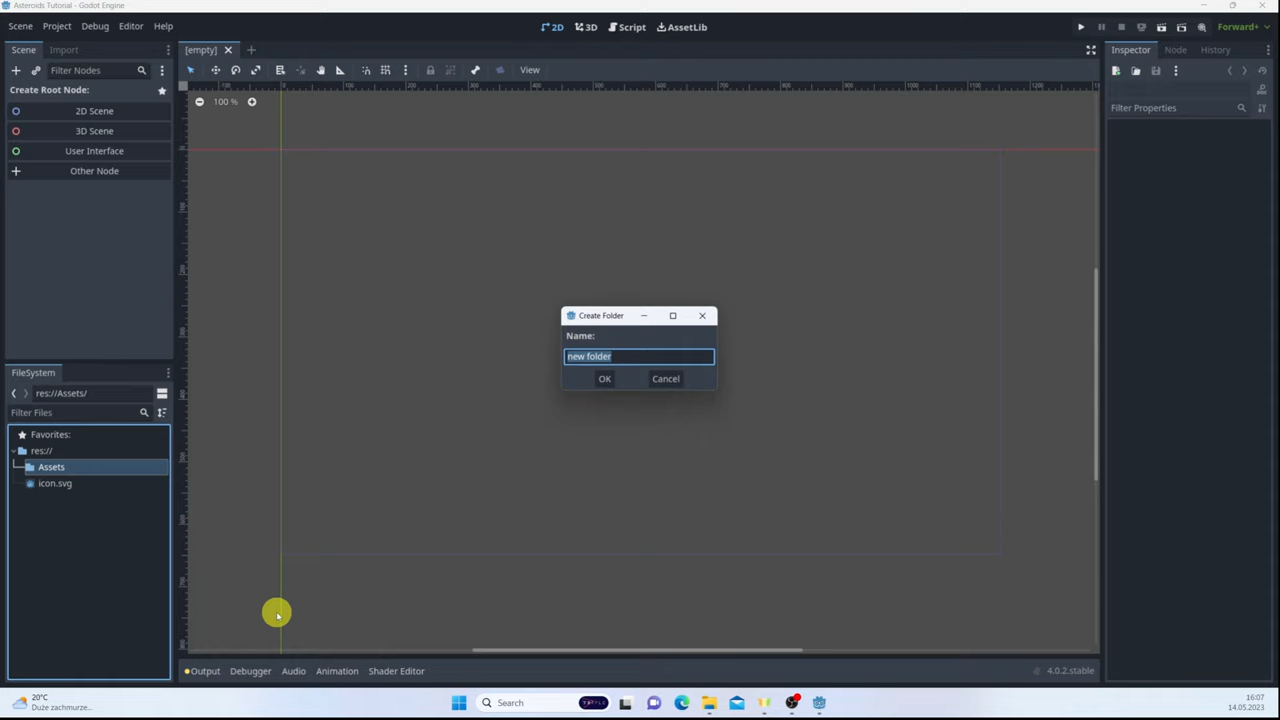 Asteroids Tutorial - Godot Engine
Scene Project Debug Editor Help
2D 3D Script AssetLib
Forward+
Scene Import
[empty]
Inspector Node History
Filter Nodes
View
Create Root Node:
100 %
Filter Properties
2D Scene
3D Scene
User Interface
Other Node
Create Folder
Name:
new folder
OK Cancel
FileSystem
res://Assets/
Filter Files
Favorites:
res://
Assets
icon.svg
Output Debugger Audio Animation Shader Editor
4.0.2.stable
20°C
Duże zachmurze...
Search
16:07
14.05.2023